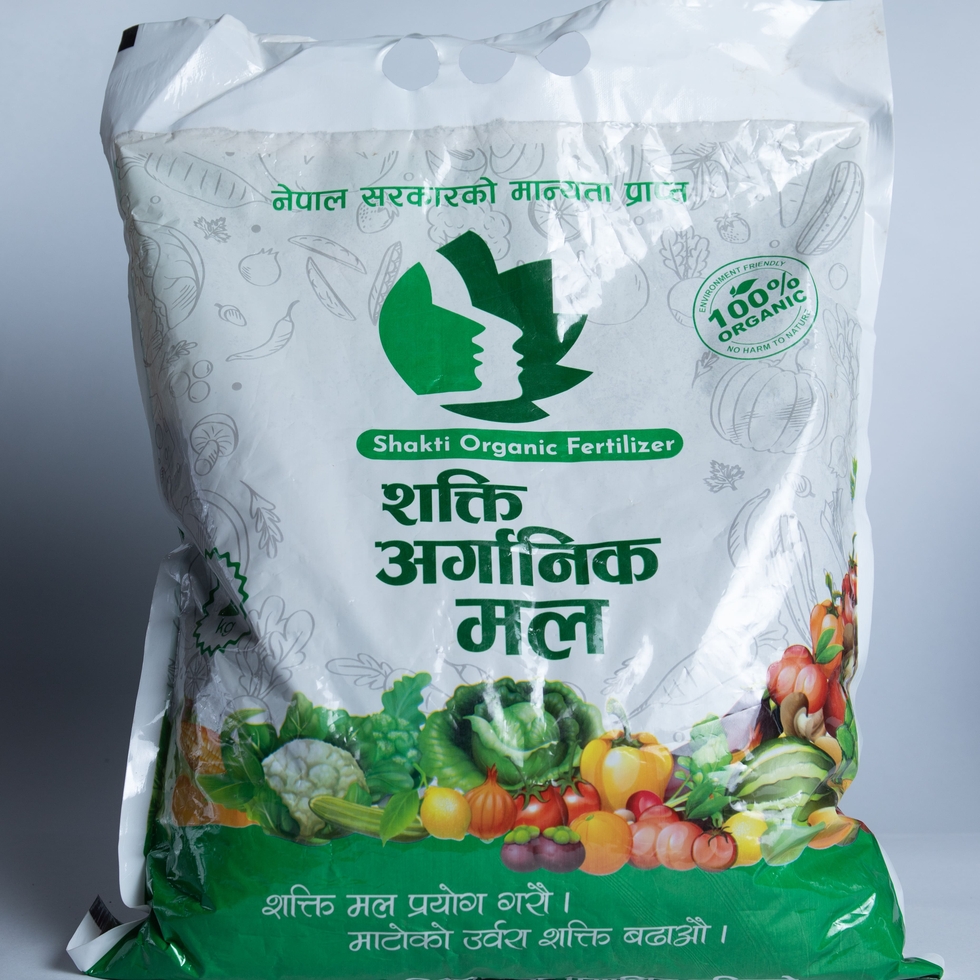 नेपाल सरकारको मान्यता प्राप्त
ENVIRONMENT FRIENDLY
100%
ORGANIC
NO HARM TO NATURE
Shakti Organic Fertilizer
शक्ति
अर्गानिक
मल
KG
शक्ति मल प्रयोग गरौ ।
माटोको उर्वरा शक्ति बढाऔ ।